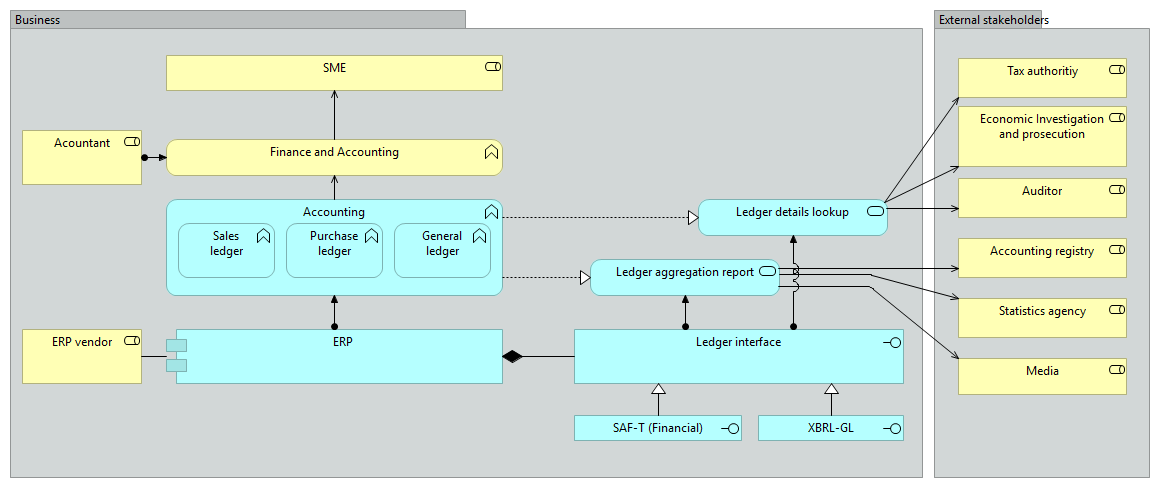 Business
External stakeholders
SME
Tax authoritiy
Acountant
Finance and Accounting
Economic Investigation
and prosecution
Accounting
Sales
ledger
Purchase
ledger
General
ledger
Ledger details lookup
Auditor
Ledger aggregation report
Accounting registry
Statistics agency
ERP vendor
ERP
Ledger interface
Media
SAF-T (Financial)
XBRL-GL